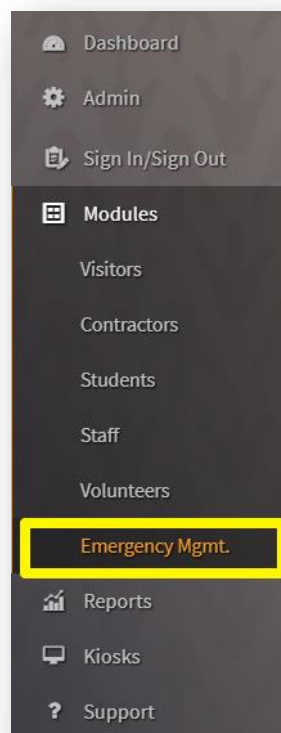 Dashboard
Admin
Sign In/Sign Out
Modules
Visitors
Contractors
Students
Staff
Volunteers
Emergency Mgmt.
Reports
Kiosks
? Support